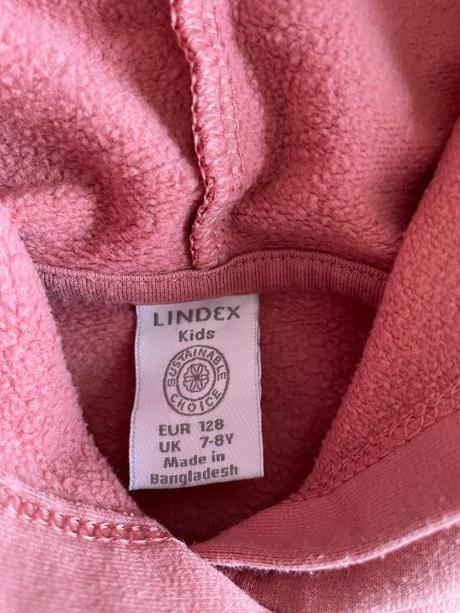 LINDEX
Kids
SUSTAINABLE
CHOICE
EUR 128
UK 7-8Y
Made in
Bangladesh